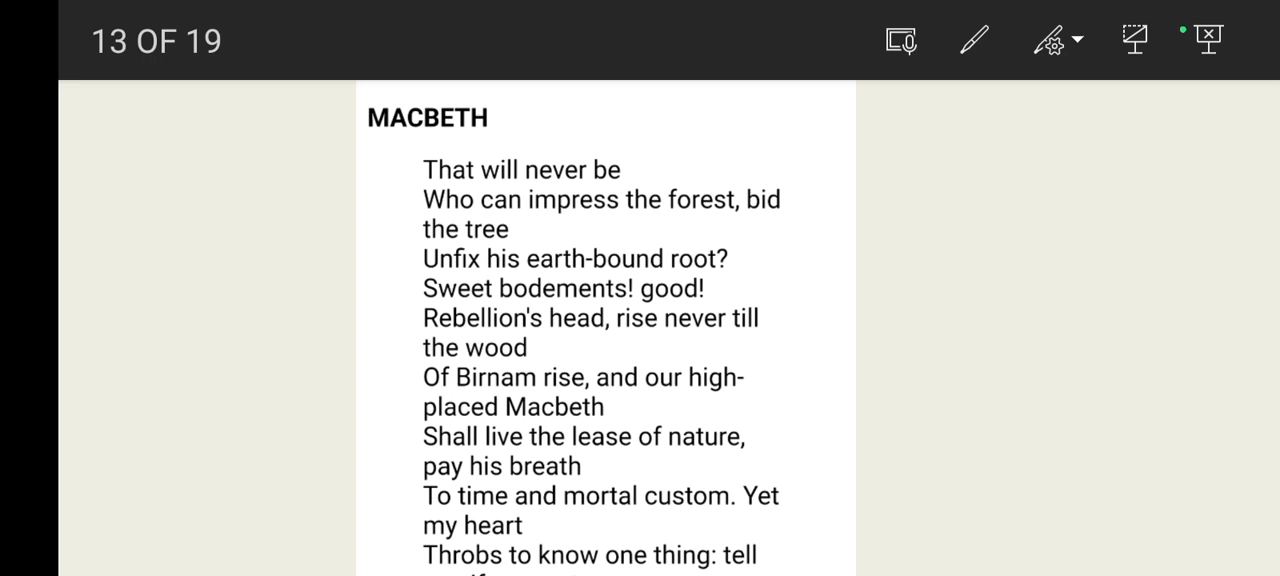 13 OF 19
MACBETH
That will never be
Who can impress the forest, bid
the tree
Unfix his earth-bound root?
Sweet bodements! good!
Rebellion's head, rise never till
the wood
Of Birnam rise, and our high-
placed Macbeth
Shall live the lease of nature,
pay his breath
To time and mortal custom. Yet
my heart
Throbs to know one thing: tell